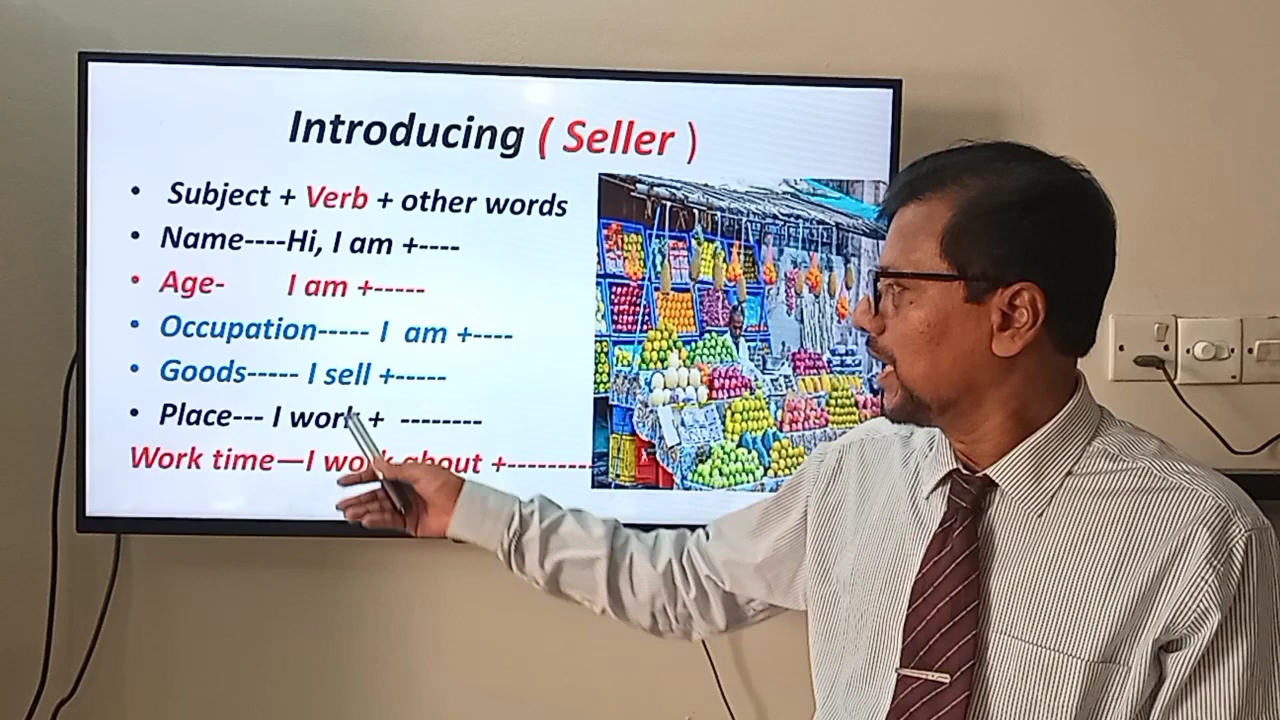 Introducing ( Seller )
• Subject + Verb + other words
• Name----Hi, I am +----
• Age- I am +-----
• Occupation----- I am +----
• Goods----- I sell +-----
• Place--- I work + --------
Work time—I work about +---------